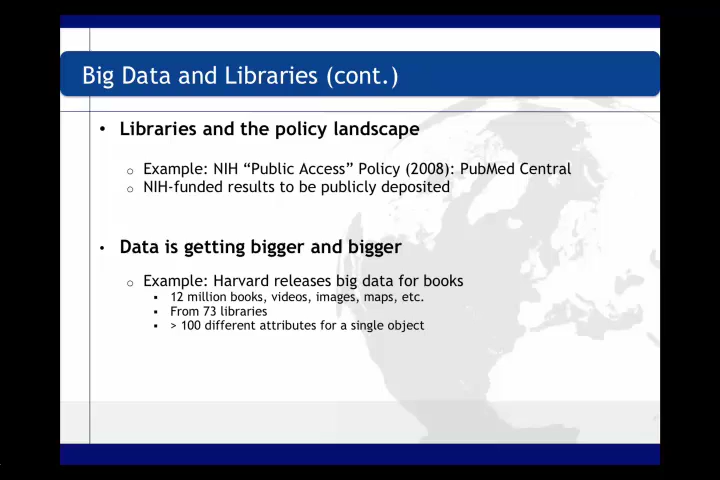 Big Data and Libraries (cont.)
• Libraries and the policy landscape
o Example: NIH “Public Access” Policy (2008): PubMed Central
o NIH-funded results to be publicly deposited
• Data is getting bigger and bigger
o Example: Harvard releases big data for books
▪ 12 million books, videos, images, maps, etc.
▪ From 73 libraries
▪ > 100 different attributes for a single object